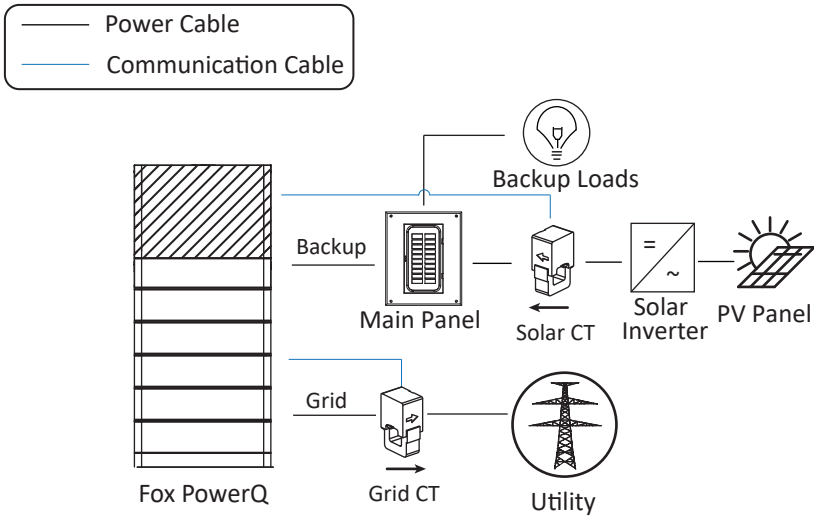 Power Cable
Communication Cable
Backup Loads
Backup
Main Panel
Solar CT
Solar
Inverter
PV Panel
Grid
Fox PowerQ
Grid CT
Utility